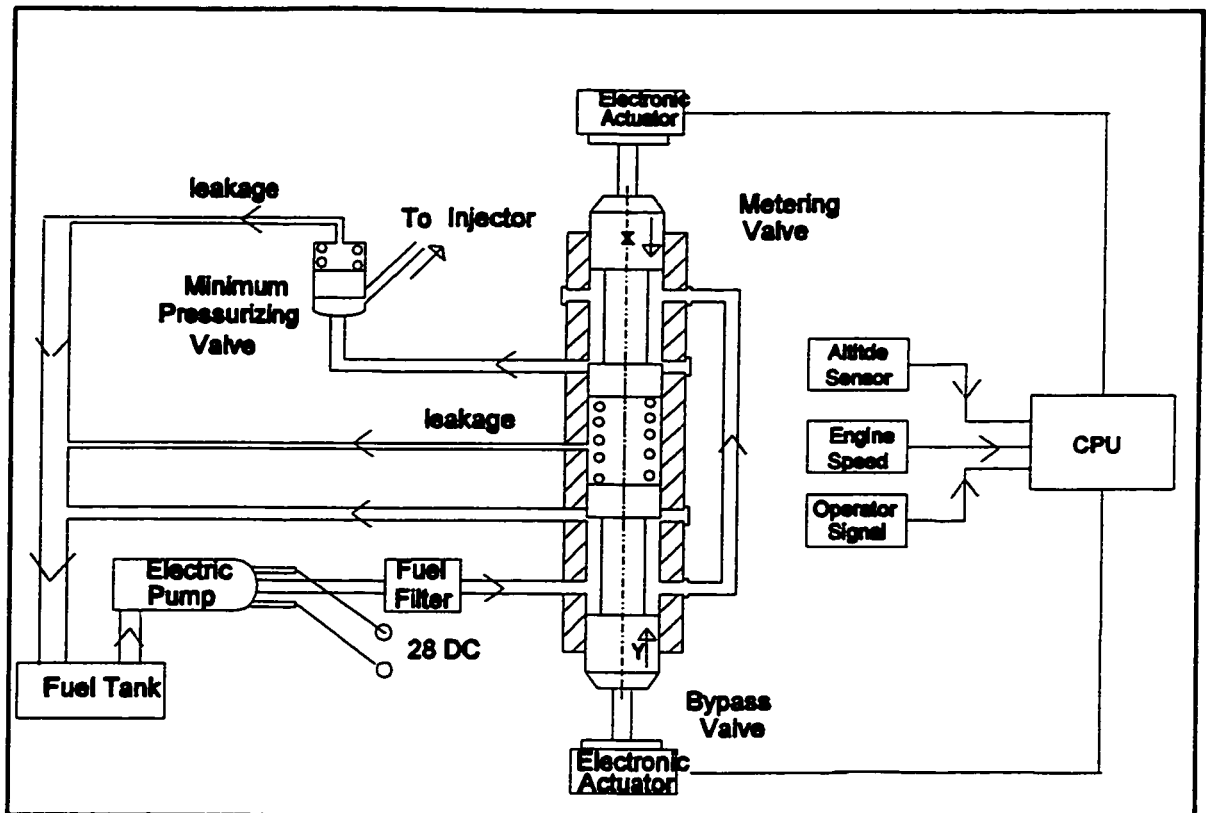 Electronic
Actuator
leakage
To Injector
Metering
Valve
X
Minimum
Pressurizing
Valve
Altitde
Sensor
leakage
Engine
Speed
CPU
Operator
Signal
Electric
Pump
Fuel
Filter
28 DC
Y
Fuel Tank
Bypass
Valve
Electronic
Actuator